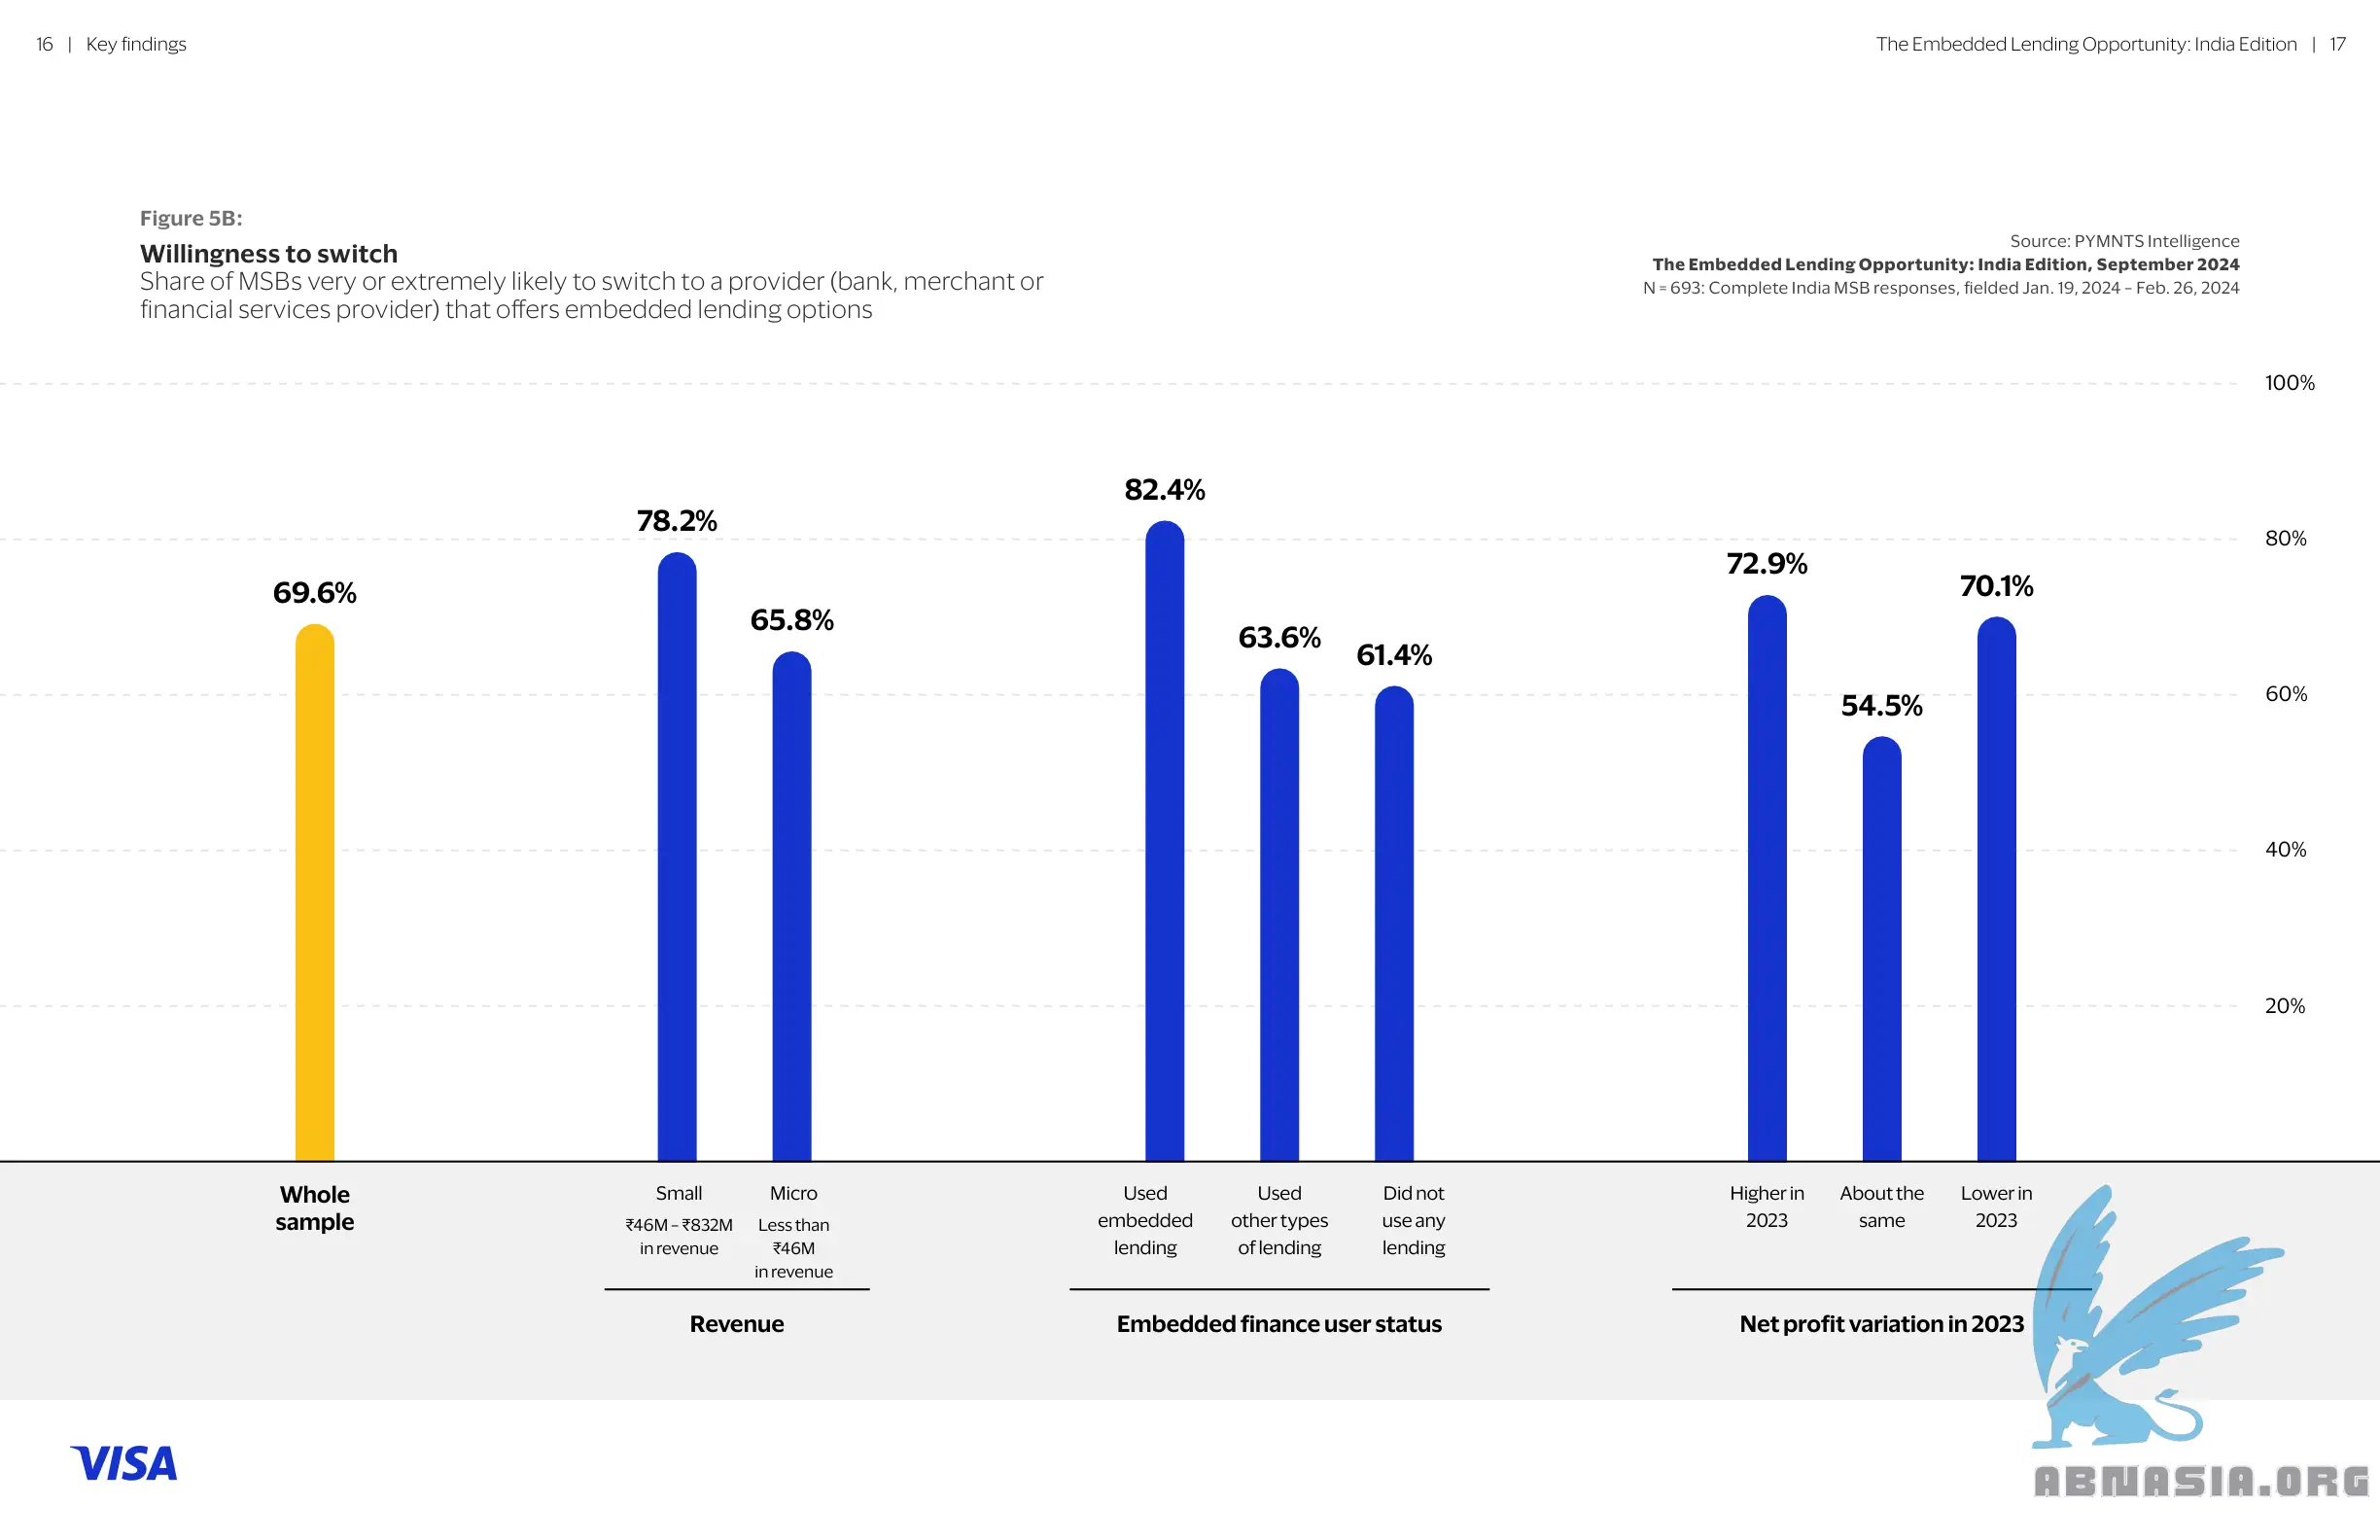 16 | Key findings
The Embedded Lending Opportunity: India Edition | 17
Figure 5B:
Willingness to switch
Share of MSBs very or extremely likely to switch to a provider (bank, merchant or
financial services provider) that offers embedded lending options
Source: PYMNTS Intelligence
The Embedded Lending Opportunity: India Edition, September 2024
N = 693: Complete India MSB responses, fielded Jan. 19, 2024 – Feb. 26, 2024
100%
80%
60%
40%
20%
69.6%
78.2%
65.8%
82.4%
63.6%
61.4%
72.9%
54.5%
70.1%
Whole
sample
Small
₹46M – ₹832M
in revenue
Micro
Less than
₹46M
in revenue
Revenue
Used
embedded
lending
Used
other types
of lending
Did not
use any
lending
Embedded finance user status
Higher in
2023
About the
same
Lower in
2023
Net profit variation in 2023
VISA
ABNASIA.ORG